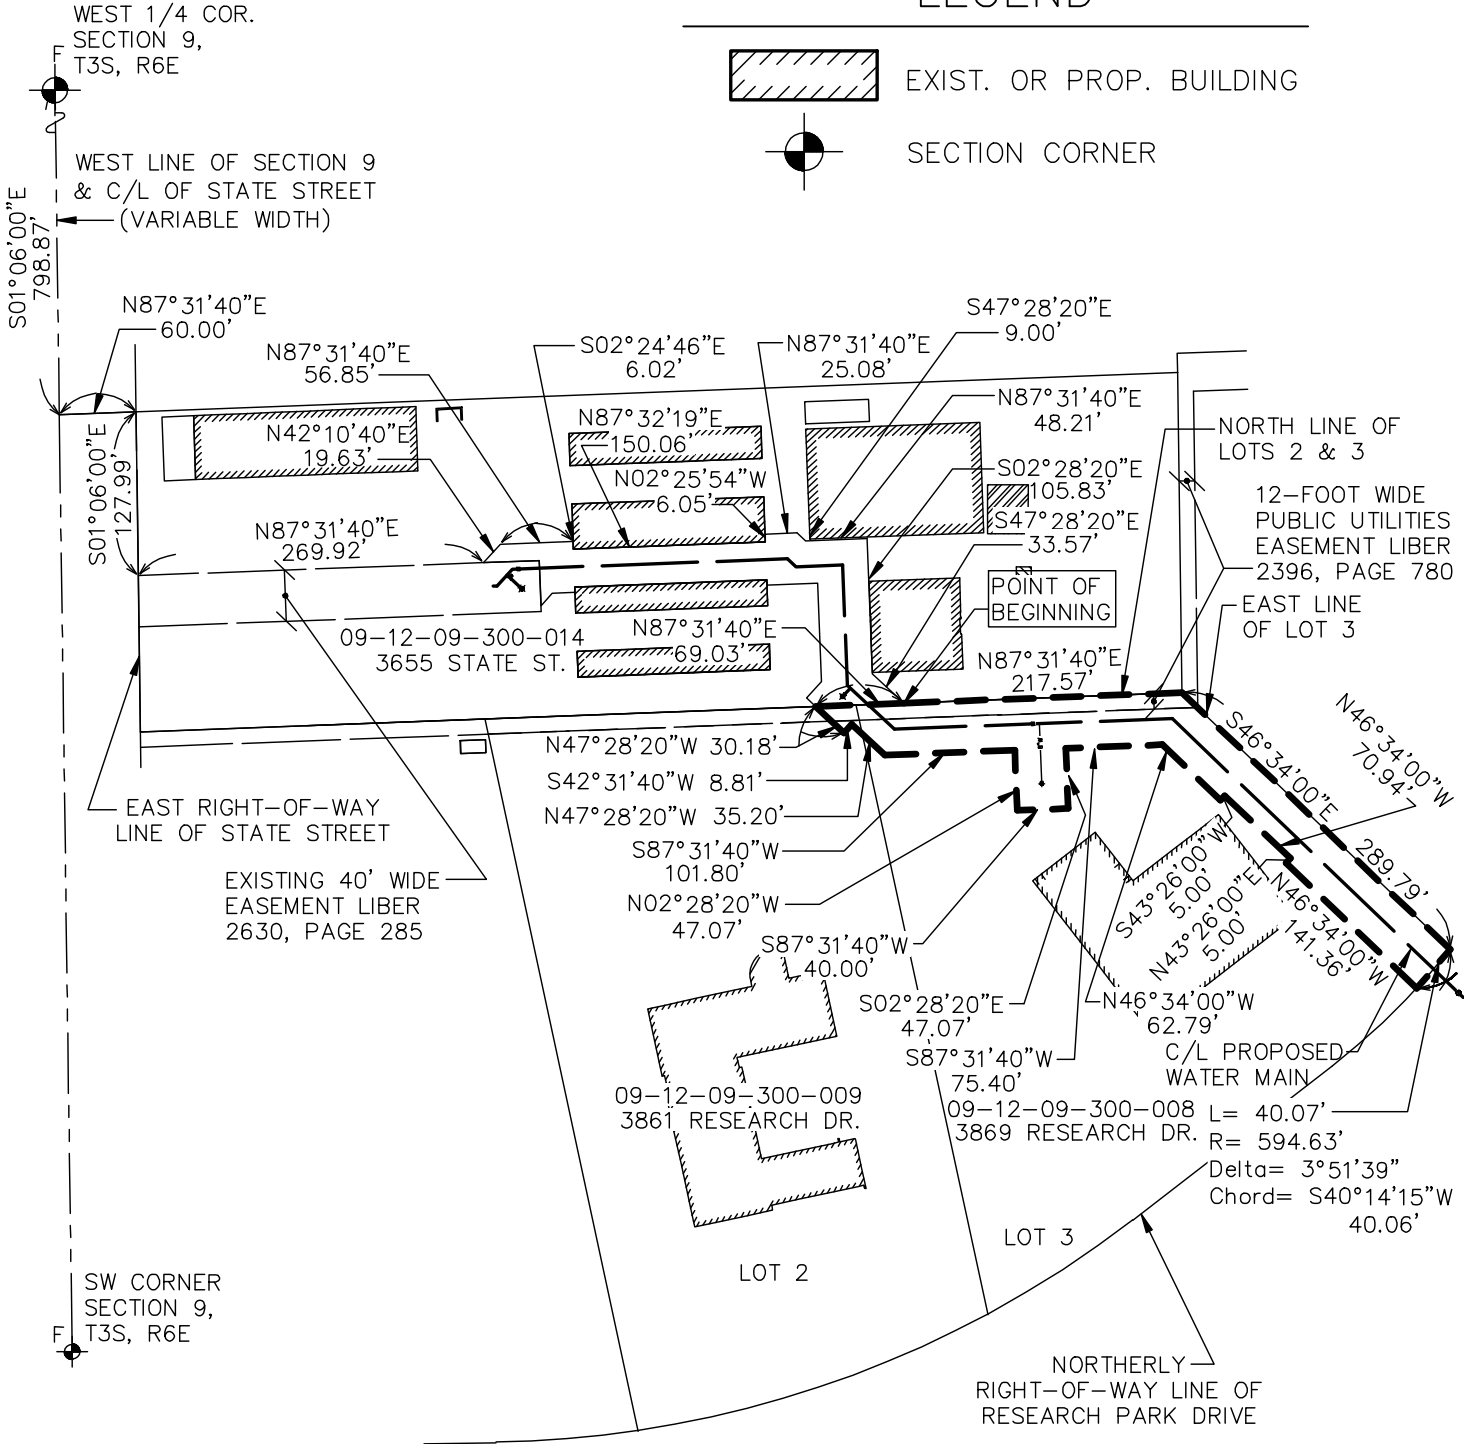 LEGEND
WEST 1/4 COR.
SECTION 9,
T3S, R6E
F
EXIST. OR PROP. BUILDING
SECTION CORNER
WEST LINE OF SECTION 9
& C/L OF STATE STREET
(VARIABLE WIDTH)
S01°06'00"E
798.87'
N87°31'40"E
60.00'
N87°31'40"E
56.85'
S02°24'46"E
6.02'
N87°31'40"E
25.08'
S47°28'20"E
9.00'
N87°31'40"E
48.21'
N87°32'19"E
150.06'
N42°10'40"E
19.63'
N02°25'54"W
6.05'
S02°28'20"E
105.83'
S47°28'20"E
33.57'
NORTH LINE OF
LOTS 2 & 3
12-FOOT WIDE
PUBLIC UTILITIES
EASEMENT LIBER
2396, PAGE 780
S01°06'00"E
127.99'
N87°31'40"E
269.92'
POINT OF
BEGINNING
EAST LINE
OF LOT 3
09-12-09-300-014
3655 STATE ST.
N87°31'40"E
69.03'
N87°31'40"E
217.57'
N46°34'00"W
70.94'
S46°34'00"E
289.79'
N47°28'20"W 30.18'
S42°31'40"W 8.81'
N47°28'20"W 35.20'
EAST RIGHT-OF-WAY
LINE OF STATE STREET
S87°31'40"W
101.80'
EXISTING 40' WIDE
EASEMENT LIBER
2630, PAGE 285
N02°28'20"W
47.07'
S87°31'40"W
40.00'
S43°26'00"W
5.00'
N43°26'00"E
5.00'
N46°34'00"W
141.36'
S02°28'20"E
47.07'
N46°34'00"W
62.79'
S87°31'40"W
75.40'
C/L PROPOSED
WATER MAIN
09-12-09-300-009
3861 RESEARCH DR.
09-12-09-300-008
3869 RESEARCH DR.
L= 40.07'
R= 594.63'
Delta= 3°51'39"
Chord= S40°14'15"W
40.06'
LOT 3
LOT 2
SW CORNER
SECTION 9,
T3S, R6E
F
NORTHERLY
RIGHT-OF-WAY LINE OF
RESEARCH PARK DRIVE